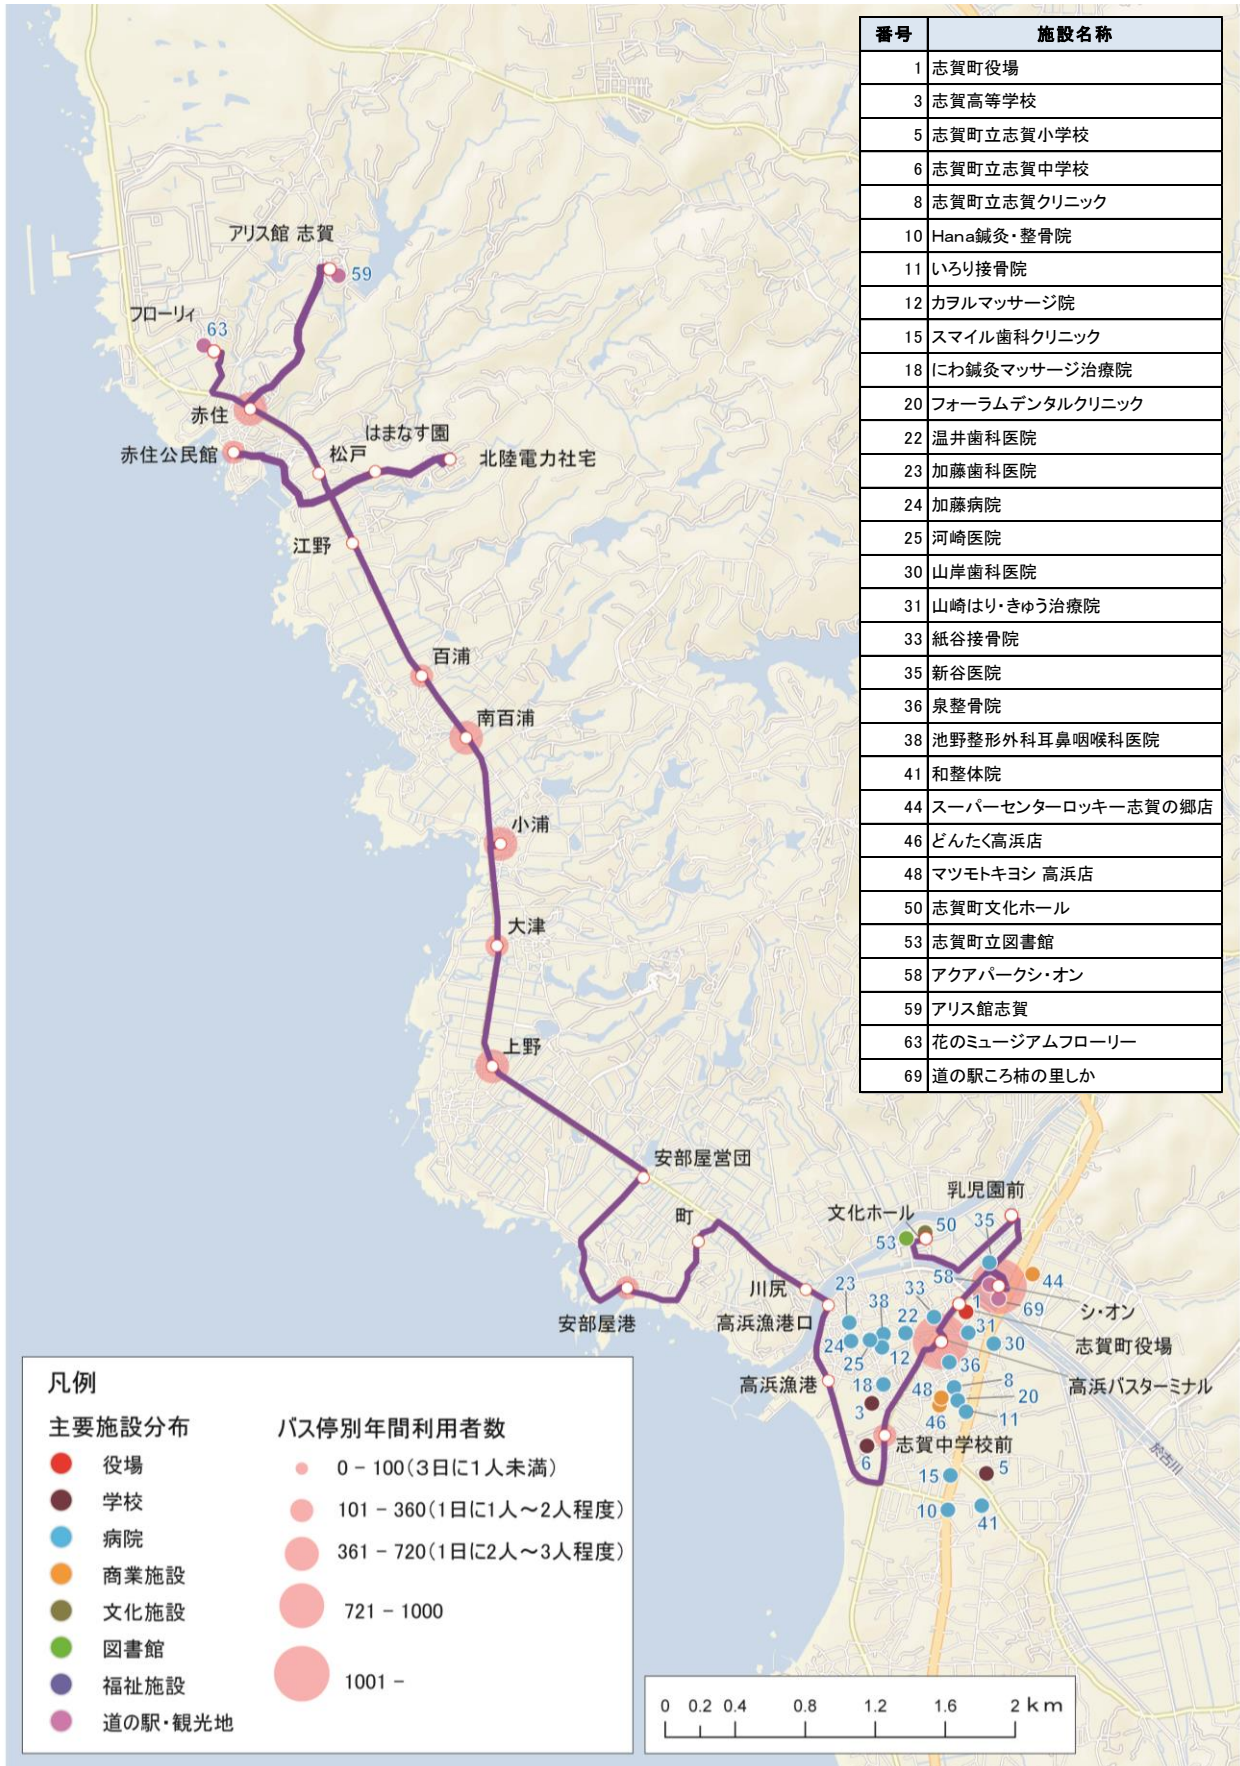 番号 施設名称
1 志賀町役場
3 志賀高等学校
5 志賀町立志賀小学校
6 志賀町立志賀中学校
8 志賀町立志賀クリニック
10 Hana鍼灸・整骨院
11 いろり接骨院
12 カヲルマッサージ院
15 スマイル歯科クリニック
18 にわ鍼灸マッサージ治療院
20 フォーラムデンタルクリニック
22 温井歯科医院
23 加藤歯科医院
24 加藤病院
25 河崎医院
30 山岸歯科医院
31 山崎はり・きゅう治療院
33 紙谷接骨院
35 新谷医院
36 泉整骨院
38 池野整形外科耳鼻咽喉科医院
41 和整体院
44 スーパーセンターロッキー志賀の郷店
46 どんたく高浜店
48 マツモトキヨシ 高浜店
50 志賀町文化ホール
53 志賀町立図書館
58 アクアパークシ・オン
59 アリス館志賀
63 花のミュージアムフローリー
69 道の駅ころ柿の里しか
アリス館 志賀
59
フローリィ
63
赤住
はまなす園
赤住公民館
松戸
北陸電力社宅
江野
百浦
南百浦
小浦
大津
上野
安部屋営団
乳児園前
町
文化ホール
50
35
53
58
44
川尻
23
33
1
69
シ・オン
安部屋港
高浜漁港口
38
22
31
志賀町役場
24
25
12
30
36
高浜漁港
18
48
8
高浜バスターミナル
20
3
46
11
志賀中学校前
6
15
5
10
41
於古川
凡例
主要施設分布
役場
学校
病院
商業施設
文化施設
図書館
福祉施設
道の駅・観光地
バス停別年間利用者数
0 - 100(3日に1人未満)
101 - 360(1日に1人～2人程度)
361 - 720(1日に2人～3人程度)
721 - 1000
1001 -
0 0.2 0.4 0.8 1.2 1.6 2 km